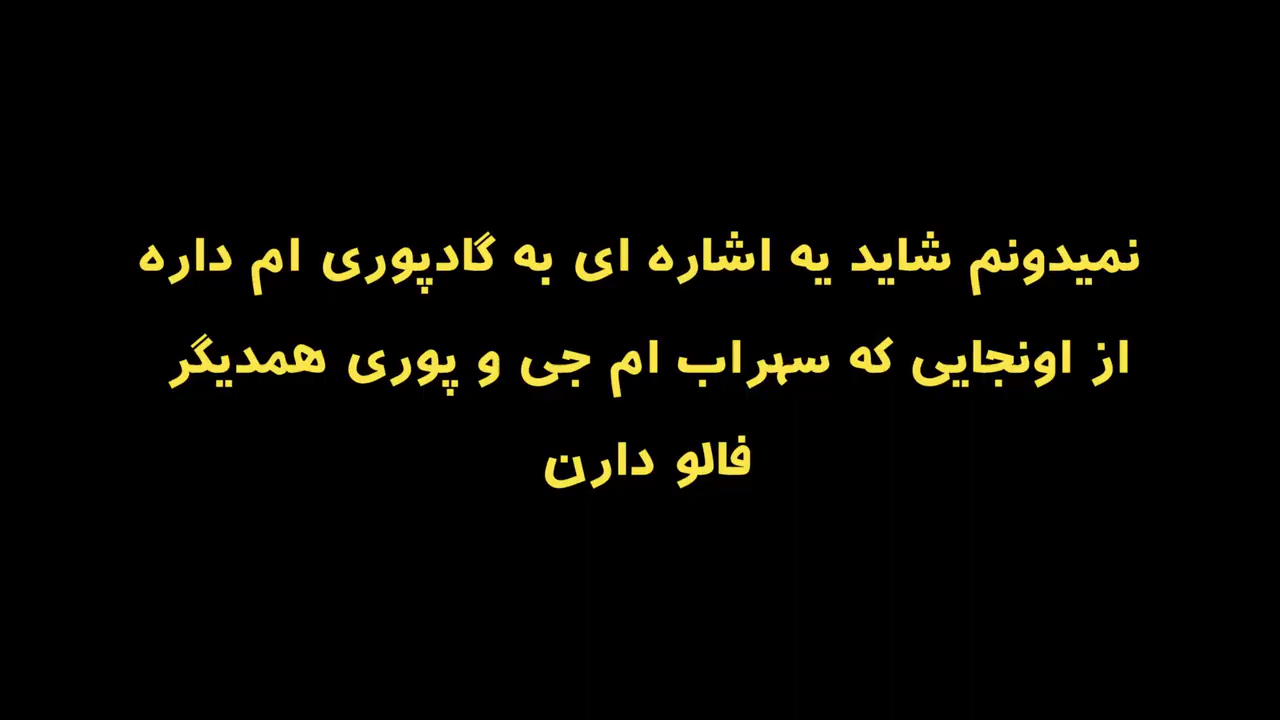 نمیدونم شاید یه اشاره ای به گادپوری ام داره
از اونجایی که سهراب ام جی و پوری همدیگر
فالو دارن